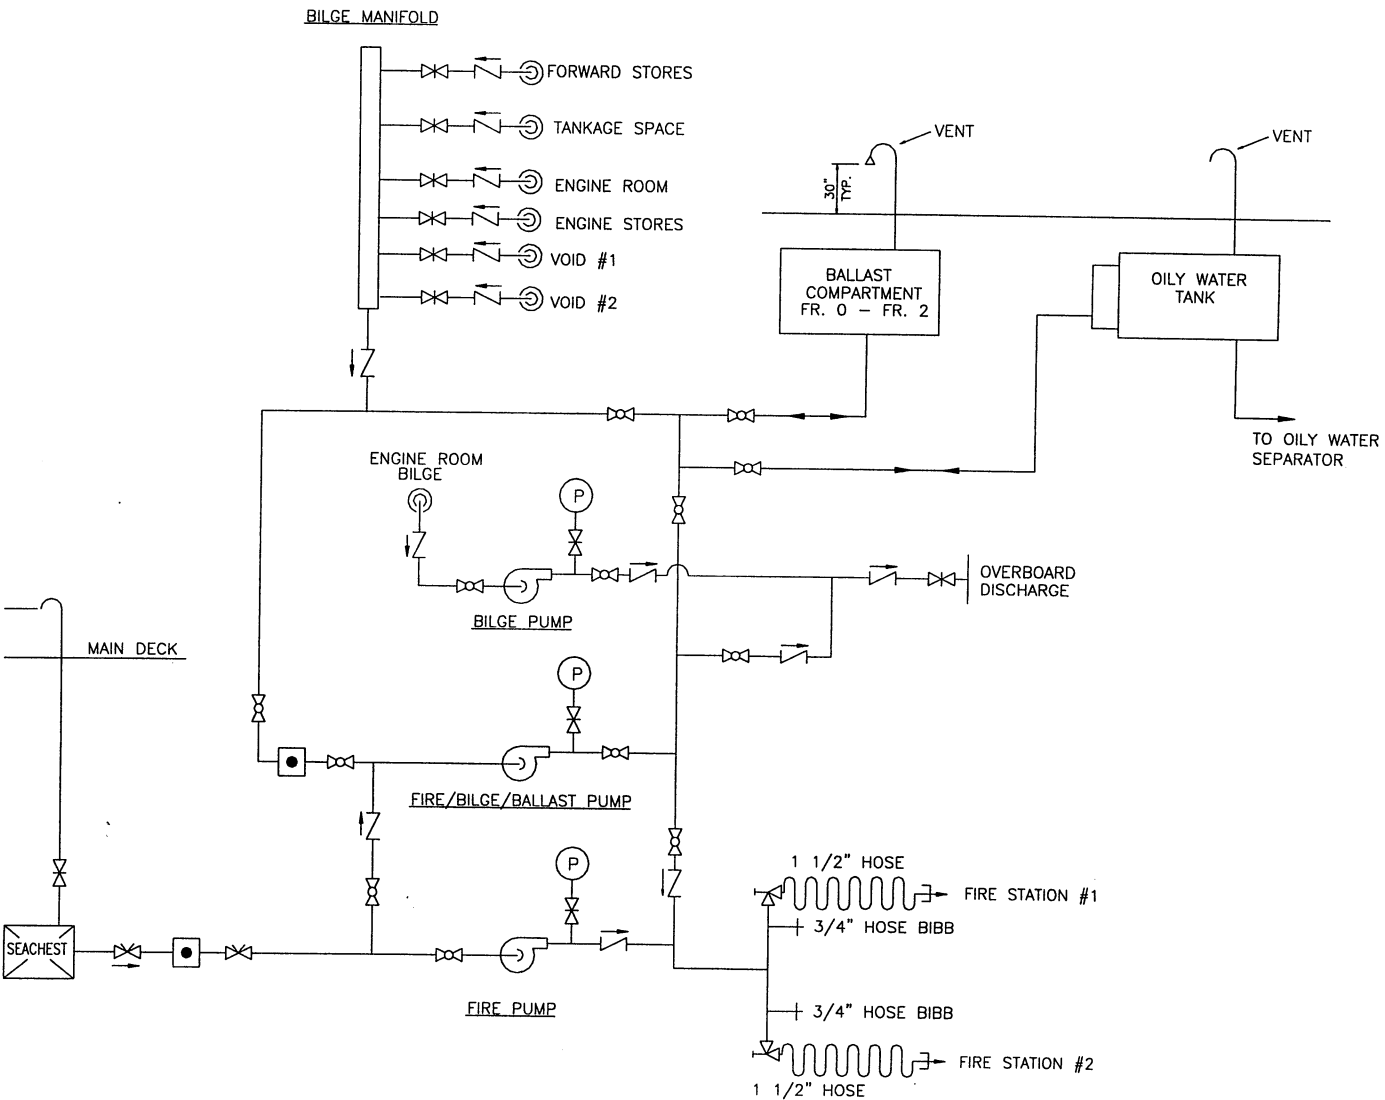 BILGE MANIFOLD
FORWARD STORES
TANKAGE SPACE
ENGINE ROOM
ENGINE STORES
VOID #1
VOID #2
VENT
VENT
30"
TYP.
BALLAST
COMPARTMENT
FR. 0 – FR. 2
OILY WATER
TANK
TO OILY WATER
SEPARATOR
ENGINE ROOM
BILGE
P
OVERBOARD
DISCHARGE
BILGE PUMP
MAIN DECK
P
FIRE/BILGE/BALLAST PUMP
P
1 1/2" HOSE
FIRE STATION #1
3/4" HOSE BIBB
SEACHEST
FIRE PUMP
3/4" HOSE BIBB
FIRE STATION #2
1 1/2" HOSE